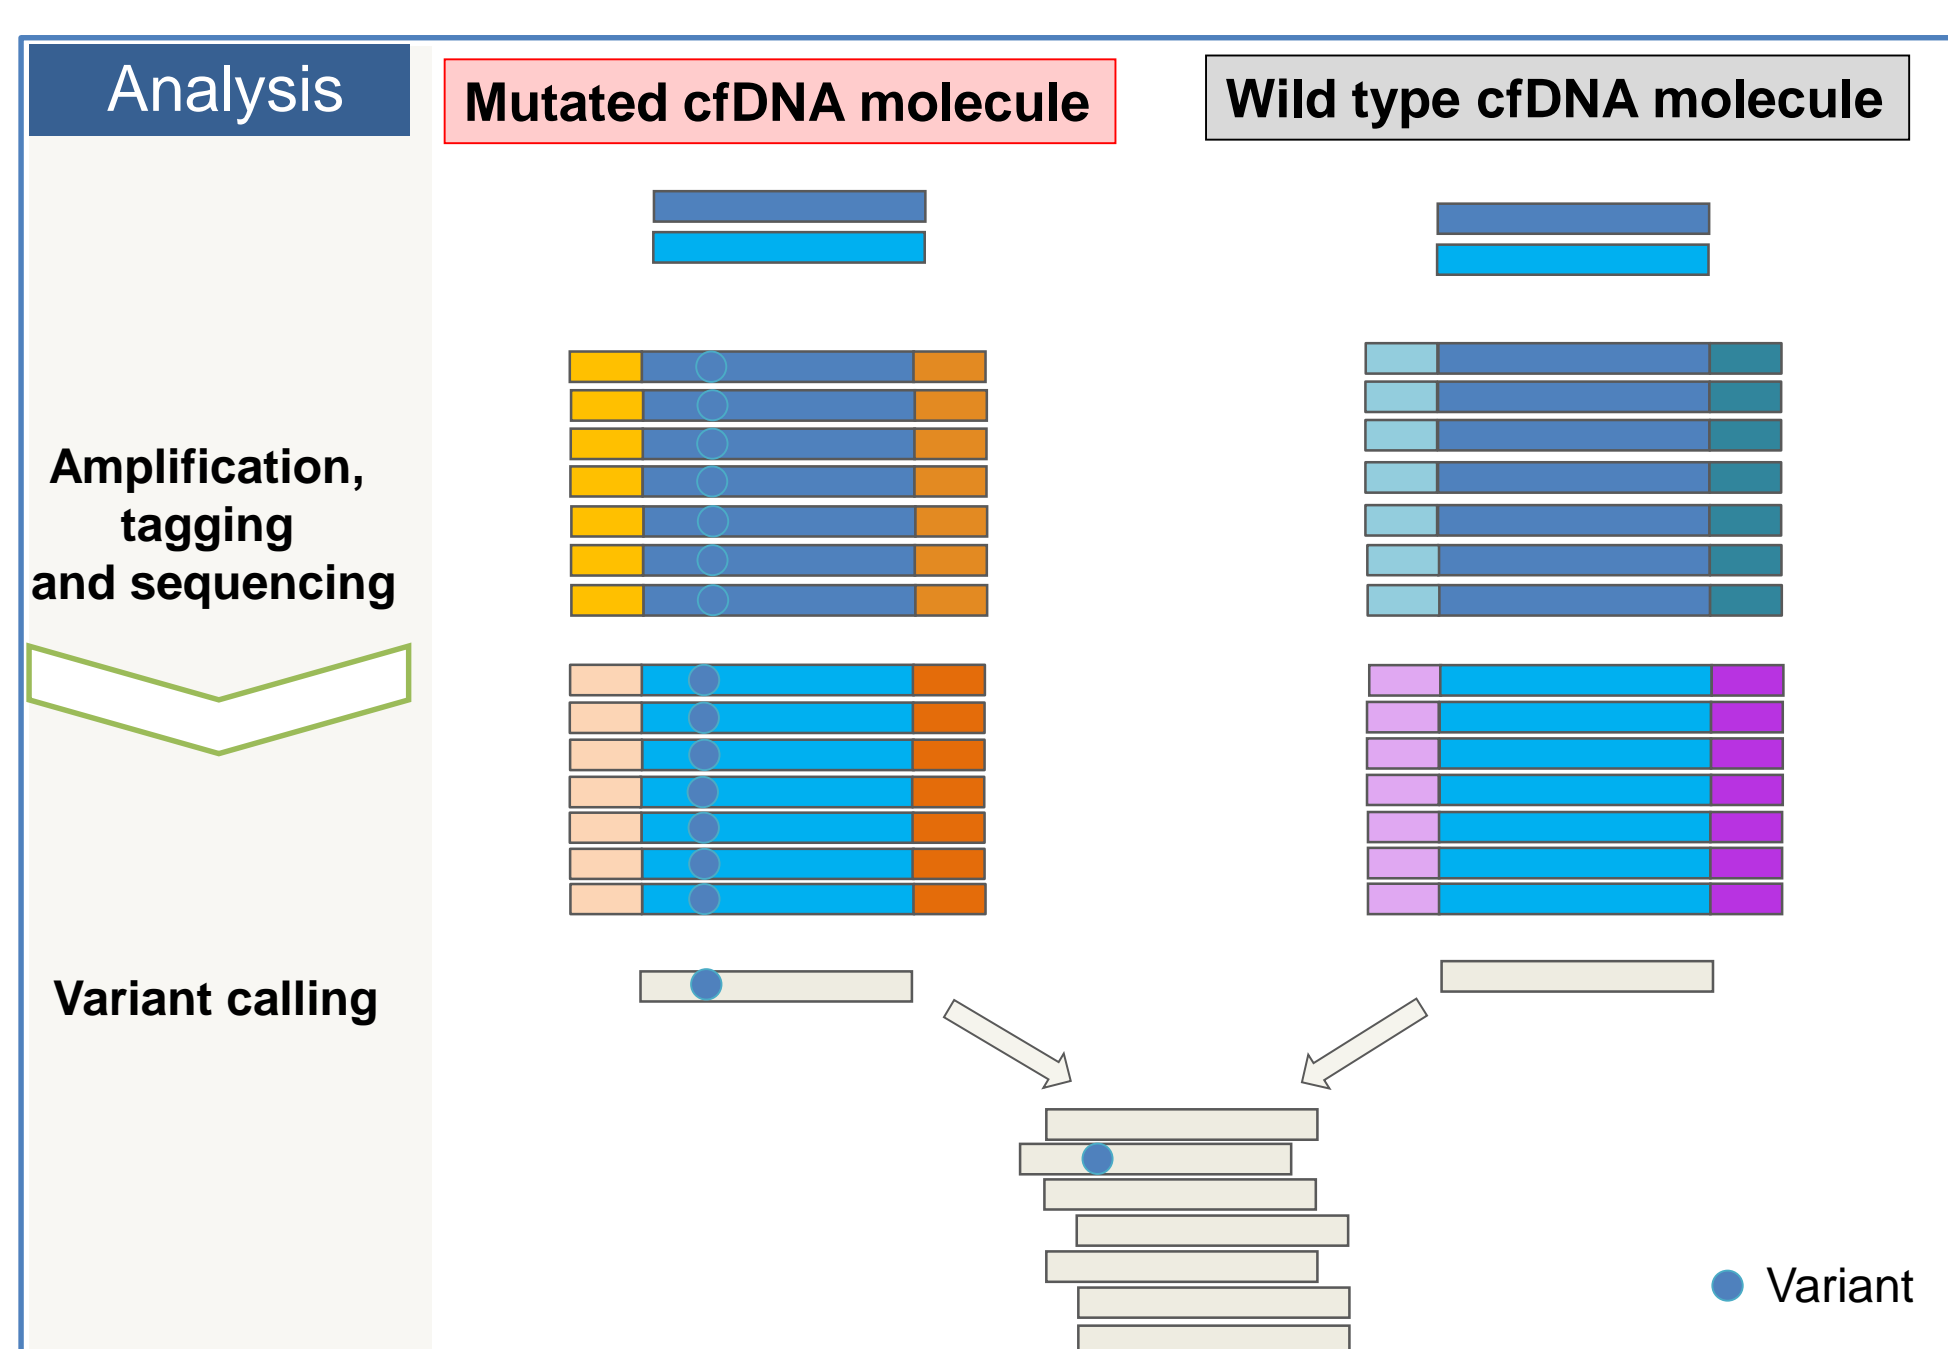 Analysis
Mutated cfDNA molecule
Wild type cfDNA molecule
Amplification,
tagging
and sequencing
Variant calling
Variant